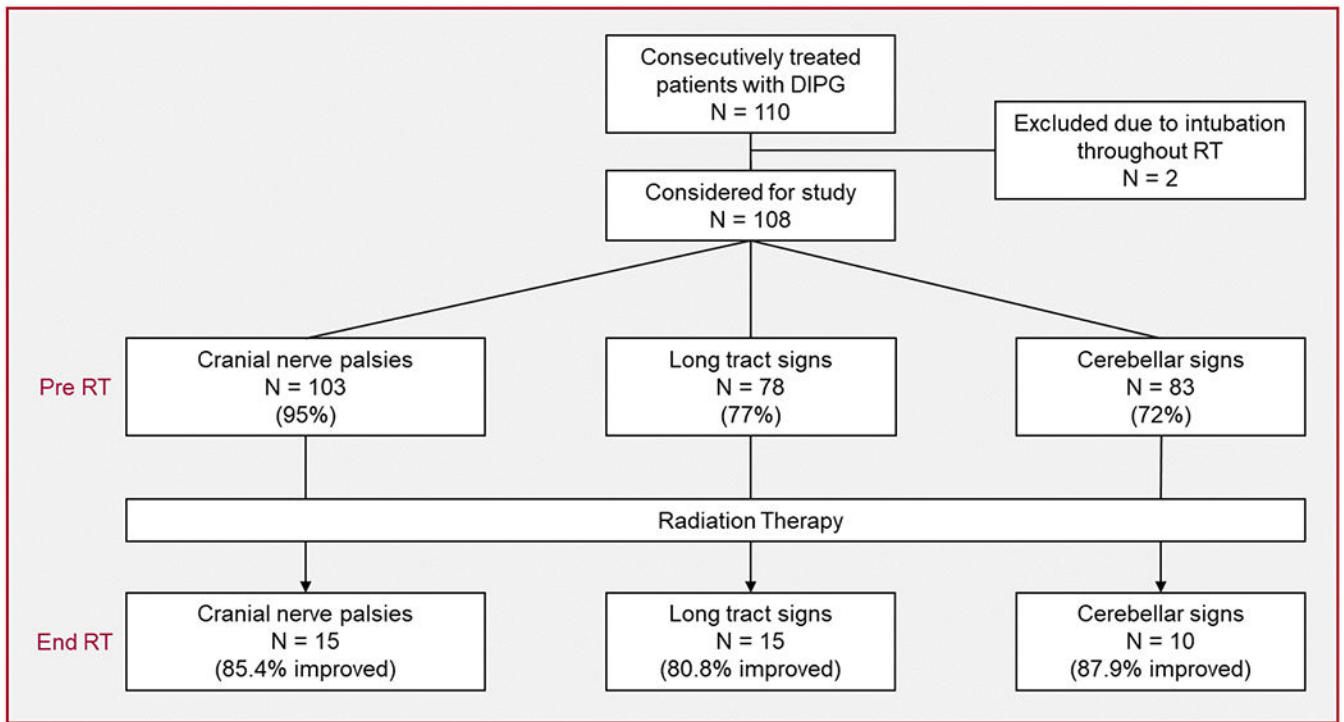 Consecutively treated
patients with DIPG
N = 110
Excluded due to intubation
throughout RT
N = 2
Considered for study
N = 108
Pre RT
Cranial nerve palsies
N = 103
(95%)
Long tract signs
N = 78
(77%)
Cerebellar signs
N = 83
(72%)
Radiation Therapy
End RT
Cranial nerve palsies
N = 15
(85.4% improved)
Long tract signs
N = 15
(80.8% improved)
Cerebellar signs
N = 10
(87.9% improved)